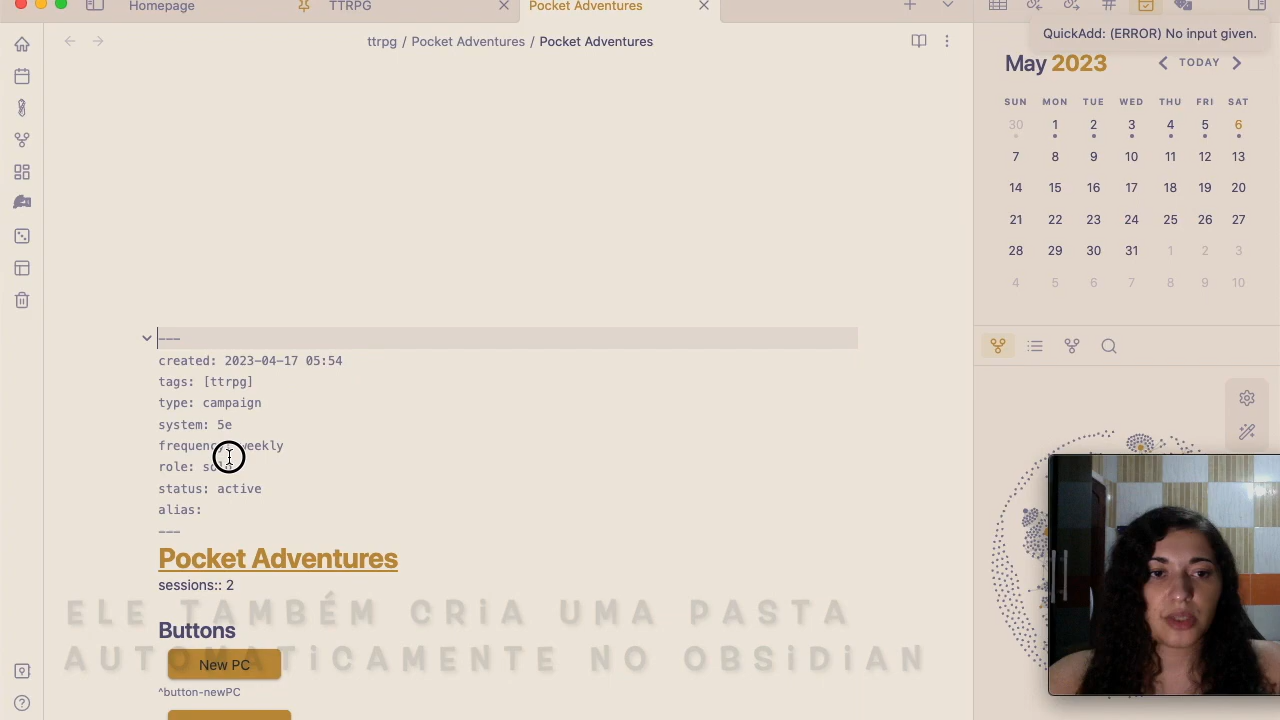 Homepage
TTRPG
Pocket Adventures
ttrpg / Pocket Adventures / Pocket Adventures
QuickAdd: (ERROR) No input given.
May 2023
TODAY
SUN MON TUE WED THU FRI SAT
30 1 2 3 4 5 6
7 8 9 10 11 12 13
14 15 16 17 18 19 20
21 22 23 24 25 26 27
28 29 30 31 1 2 3
4 5 6 7 8 9 10
---
created: 2023-04-17 05:54
tags: [ttrpg]
type: campaign
system: 5e
frequency: weekly
role: solo
status: active
alias:
---
Pocket Adventures
sessions:: 2
ELE TAMBÉM CRIA UMA PASTA
Buttons
AUTOMATICAMENTE NO OBSIDIAN
New PC
^button-newPC